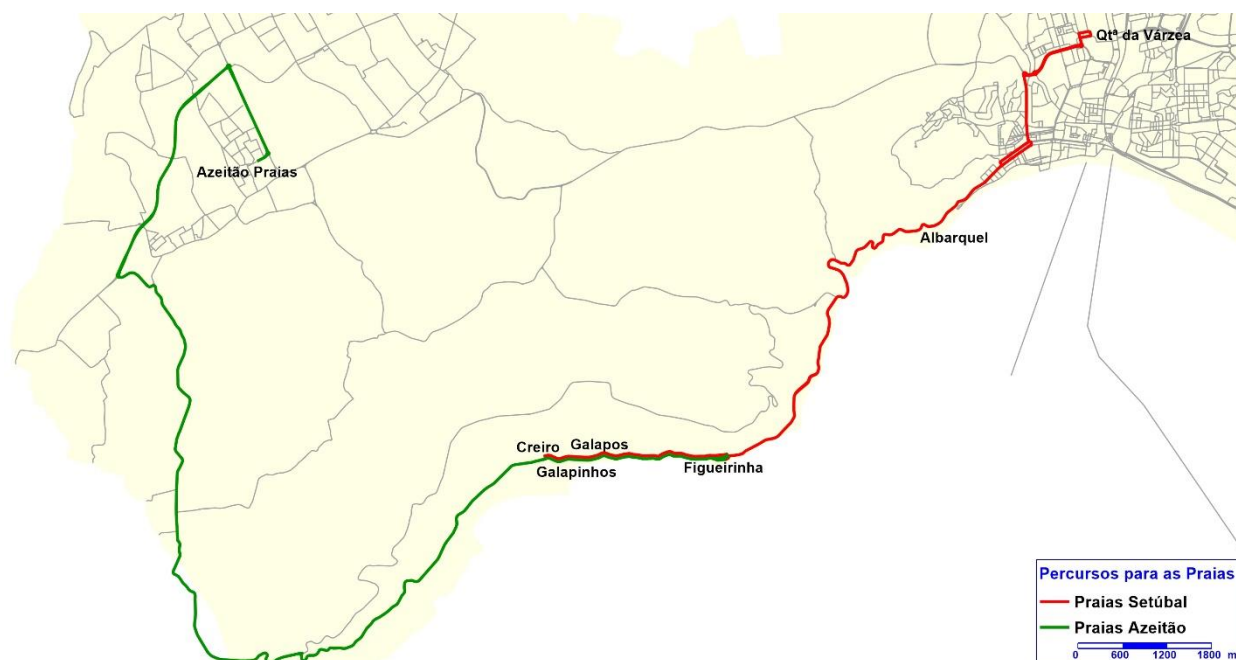 Qtª da Várzea
Azeitão Praias
Albarquel
Creiro
Galapos
Galapinhos
Figueirinha
Percursos para as Praias
Praias Setúbal
Praias Azeitão
0 600 1200 1800 m